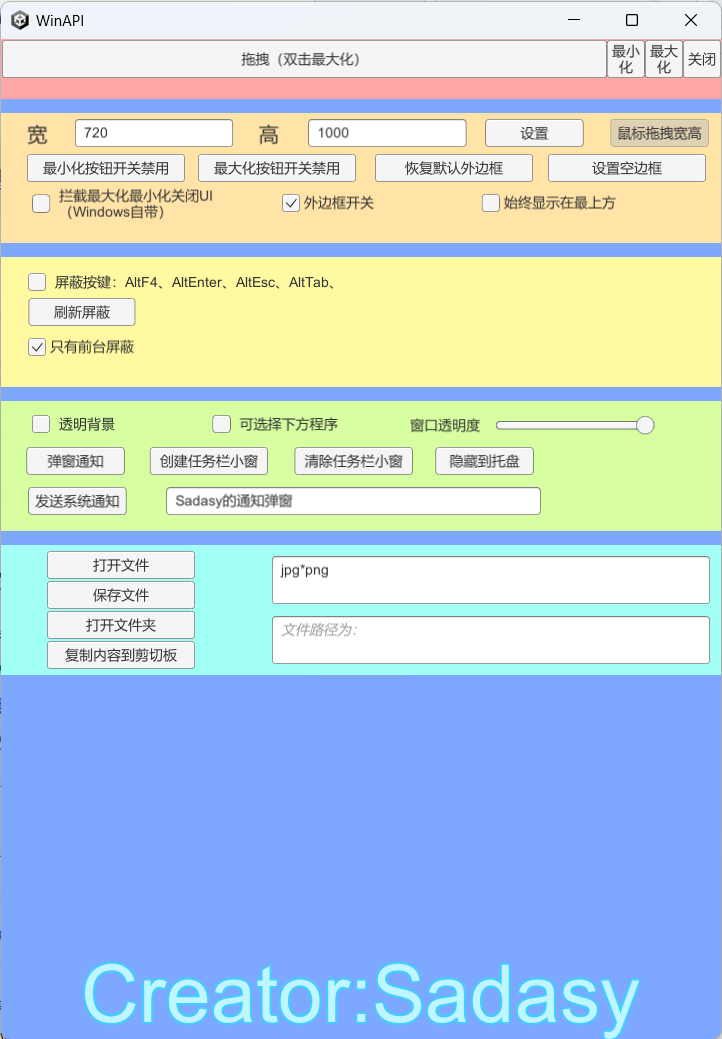 WinAPI
拖拽（双击最大化）
最小化
最大化
关闭
宽
720
高
1000
设置
鼠标拖拽宽高
最小化按钮开关禁用
最大化按钮开关禁用
恢复默认外边框
设置空边框
拦截最大化最小化关闭UI
（Windows自带）
外边框开关
始终显示在最上方
屏蔽按键：AltF4、AltEnter、AltEsc、AltTab、
刷新屏蔽
只有前台屏蔽
透明背景
可选择下方程序
窗口透明度
弹窗通知
创建任务栏小窗
清除任务栏小窗
隐藏到托盘
发送系统通知
Sadasy的通知弹窗
打开文件
保存文件
打开文件夹
复制内容到剪切板
jpg*png
文件路径为：
Creator:Sadasy